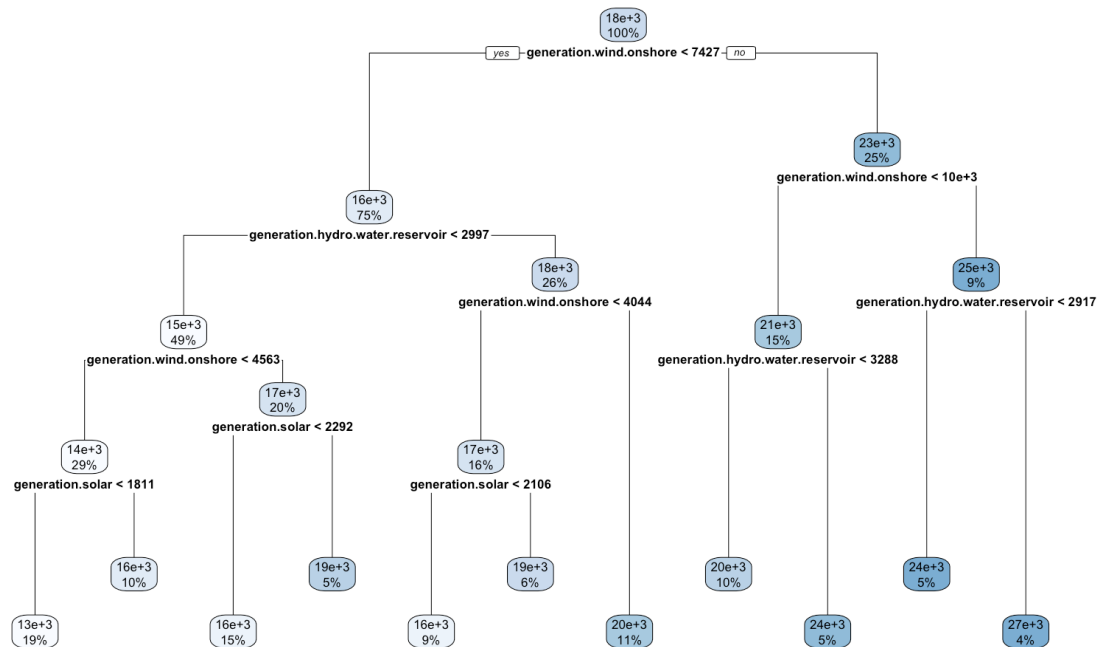 18e+3
100%
yes
generation.wind.onshore < 7427
no
23e+3
25%
generation.wind.onshore < 10e+3
16e+3
75%
generation.hydro.water.reservoir < 2997
18e+3
26%
generation.wind.onshore < 4044
25e+3
9%
generation.hydro.water.reservoir < 2917
15e+3
49%
generation.wind.onshore < 4563
21e+3
15%
generation.hydro.water.reservoir < 3288
17e+3
20%
generation.solar < 2292
14e+3
29%
generation.solar < 1811
17e+3
16%
generation.solar < 2106
16e+3
10%
19e+3
5%
19e+3
6%
20e+3
10%
24e+3
5%
13e+3
19%
16e+3
15%
16e+3
9%
20e+3
11%
24e+3
5%
27e+3
4%